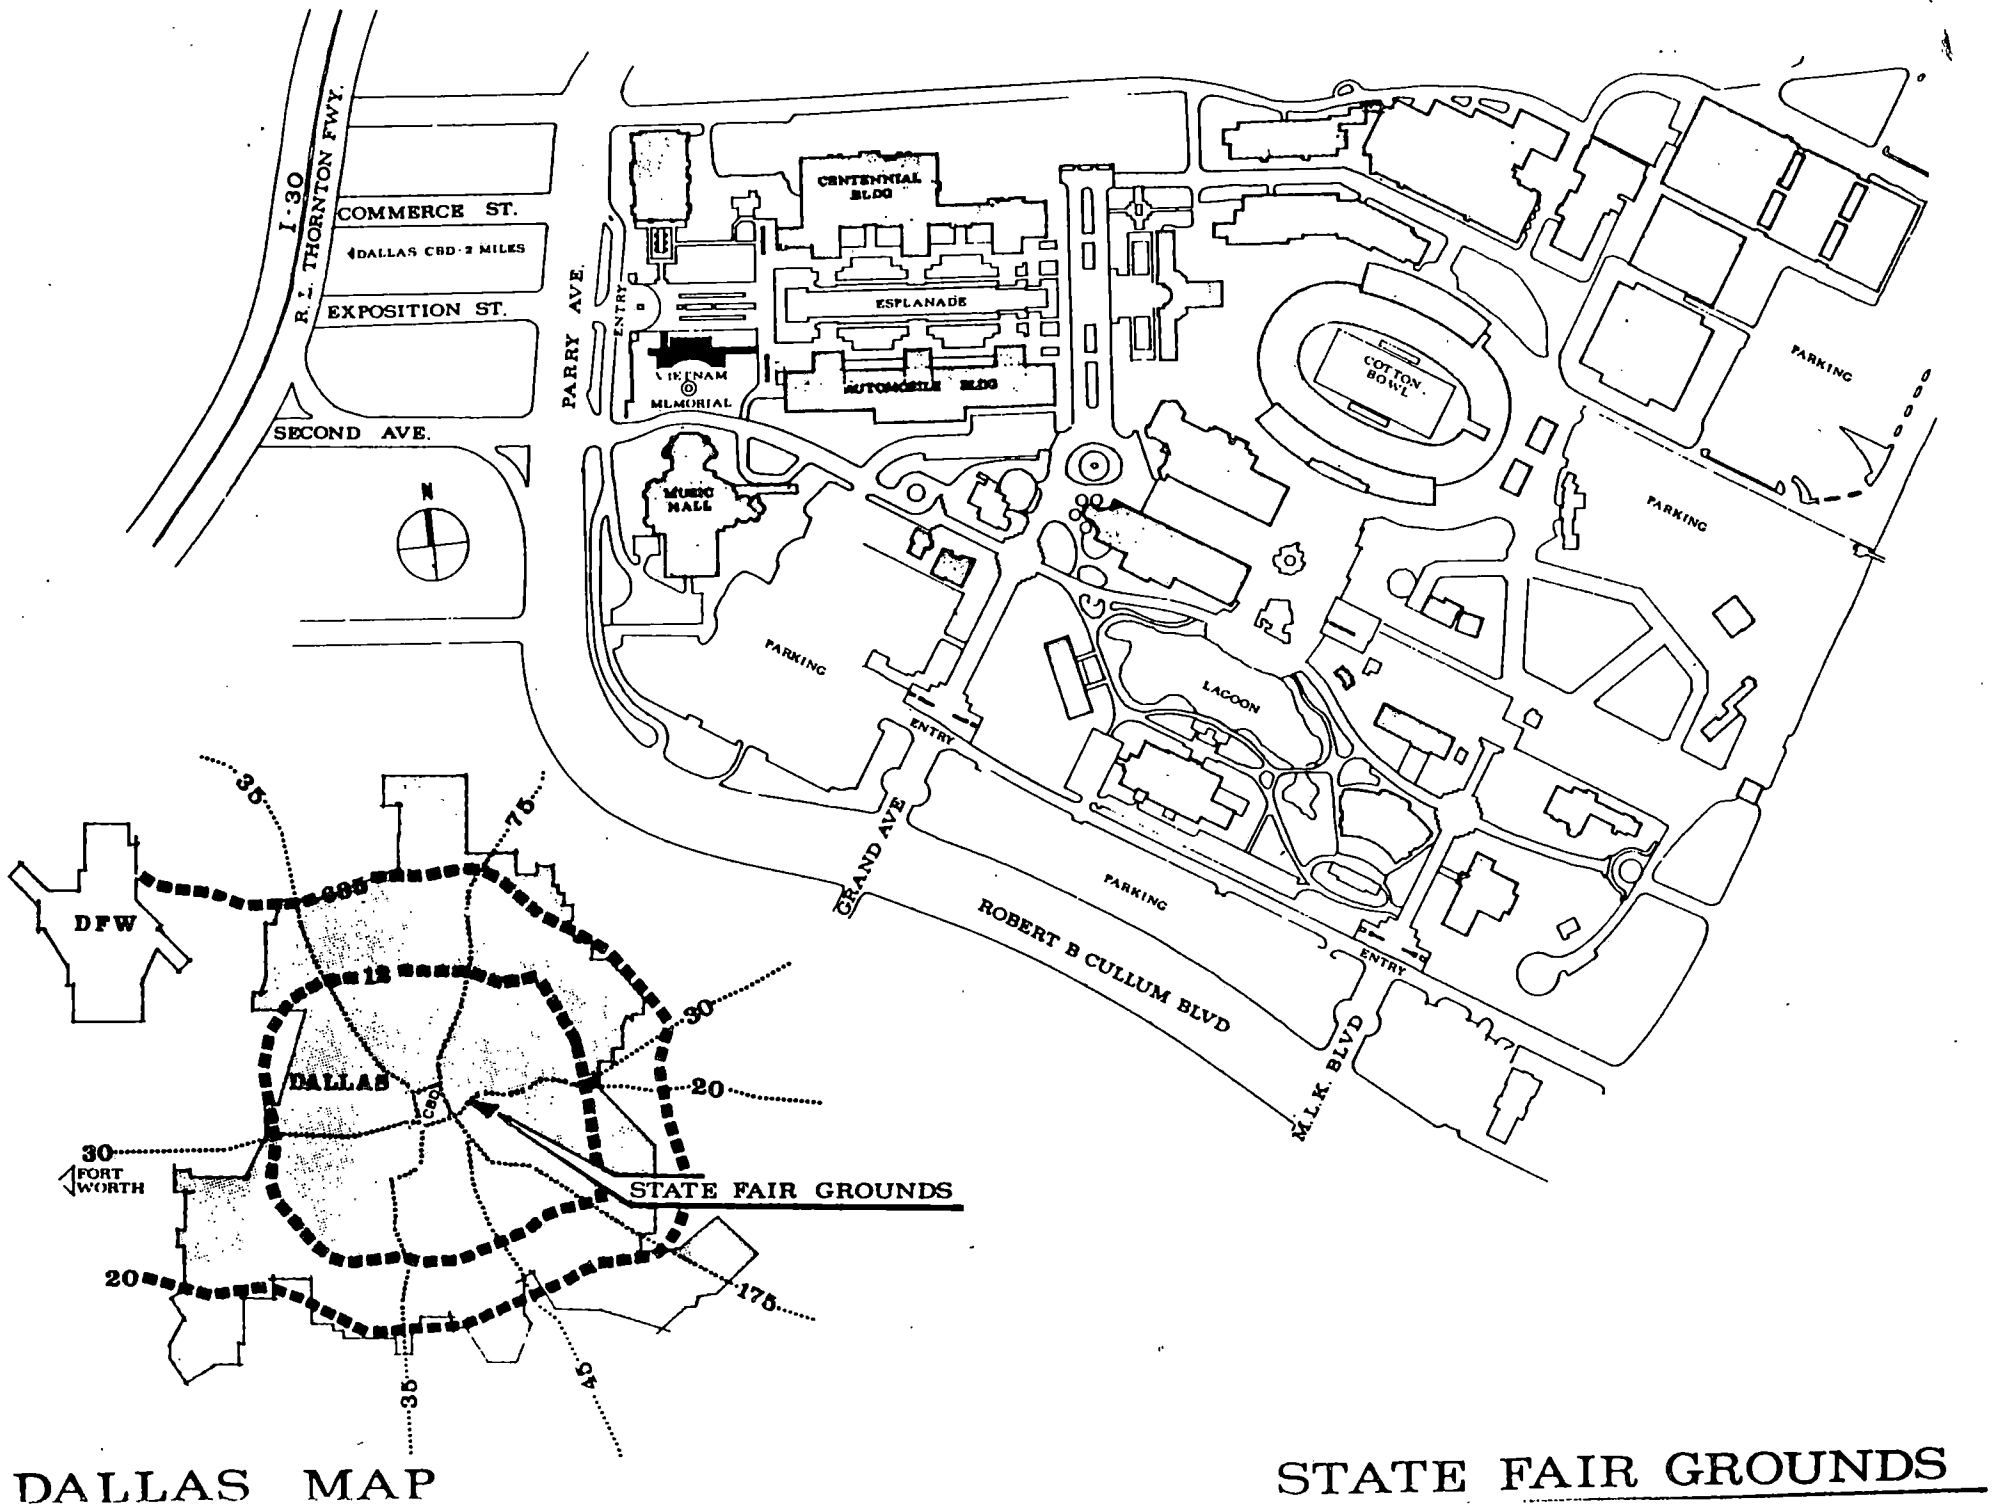 I-30
R. L. THORNTON FWY.
COMMERCE ST.
DALLAS CBD-2 MILES
EXPOSITION ST.
SECOND AVE.
PARRY AVE.
ENTRY
CENTENNIAL
BLDG
ESPLANADE
VIETNAM
MEMORIAL
AUTOMOBILE BLDG
MUSIC
HALL
COTTON
BOWL
PARKING
PARKING
N
PARKING
LAGOON
ENTRY
GRAND AVE
PARKING
ROBERT B CULLUM BLVD
ENTRY
M.L.K. BLVD
35
75
635
DFW
12
30
DALLAS
CBD
20
30
FORT
WORTH
STATE FAIR GROUNDS
20
175
35
45
DALLAS MAP
STATE FAIR GROUNDS